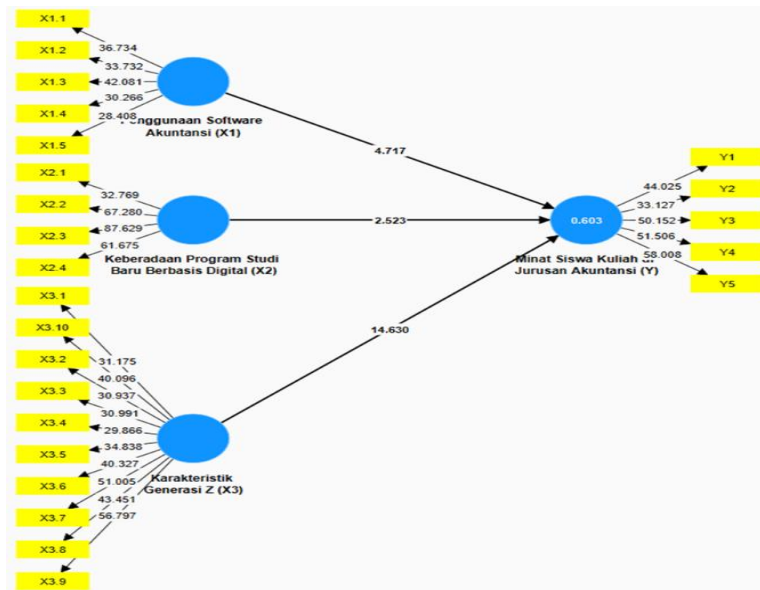 X1.1
36.734
X1.2
33.732
X1.3
42.081
X1.4
30.266
X1.5
28.408
Software
Akuntansi (X1)
4.717
X2.1
32.769
X2.2
67.280
X2.3
87.629
X2.4
61.675
Keberadaan Program Studi
Baru Berbasis Digital (X2)
2.523
X3.1
31.175
X3.10
40.096
X3.2
30.937
X3.3
30.991
X3.4
29.866
X3.5
34.838
X3.6
40.327
X3.7
51.005
X3.8
43.451
X3.9
56.797
Karakteristik
Generasi Z (X3)
14.630
0.603
Minat Siswa Kuliah
Jurusan Akuntansi (Y)
Y1
44.025
Y2
33.127
Y3
50.152
Y4
51.506
Y5
58.008